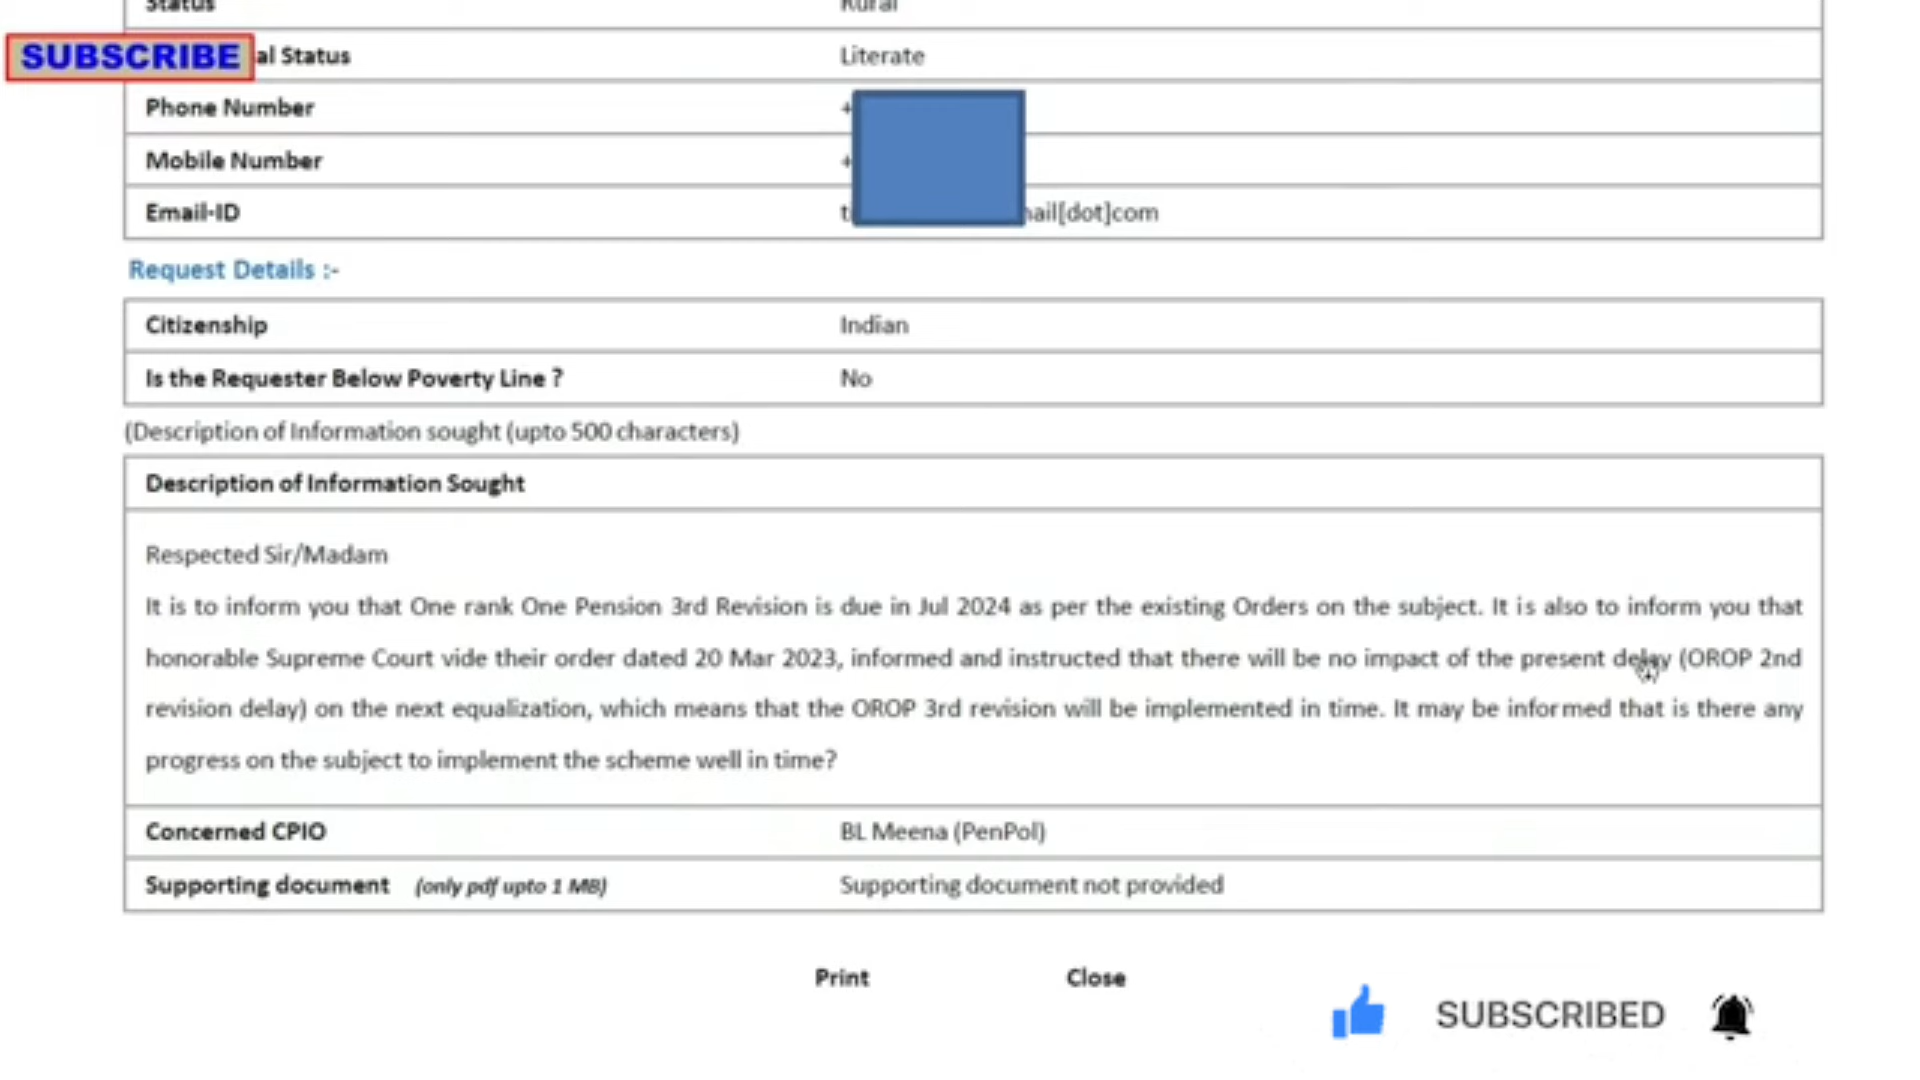 Status Rural
SUBSCRIBE al Status Literate
Phone Number +
Mobile Number +
Email-ID t ail[dot]com
Request Details :-
Citizenship Indian
Is the Requester Below Poverty Line ? No
(Description of Information sought (upto 500 characters)
Description of Information Sought
Respected Sir/Madam
It is to inform you that One rank One Pension 3rd Revision is due in Jul 2024 as per the existing Orders on the subject. It is also to inform you that
honorable Supreme Court vide their order dated 20 Mar 2023, informed and instructed that there will be no impact of the present delay (OROP 2nd
revision delay) on the next equalization, which means that the OROP 3rd revision will be implemented in time. It may be informed that is there any
progress on the subject to implement the scheme well in time?
Concerned CPIO BL Meena (PenPol)
Supporting document (only pdf upto 1 MB) Supporting document not provided
Print Close
SUBSCRIBED